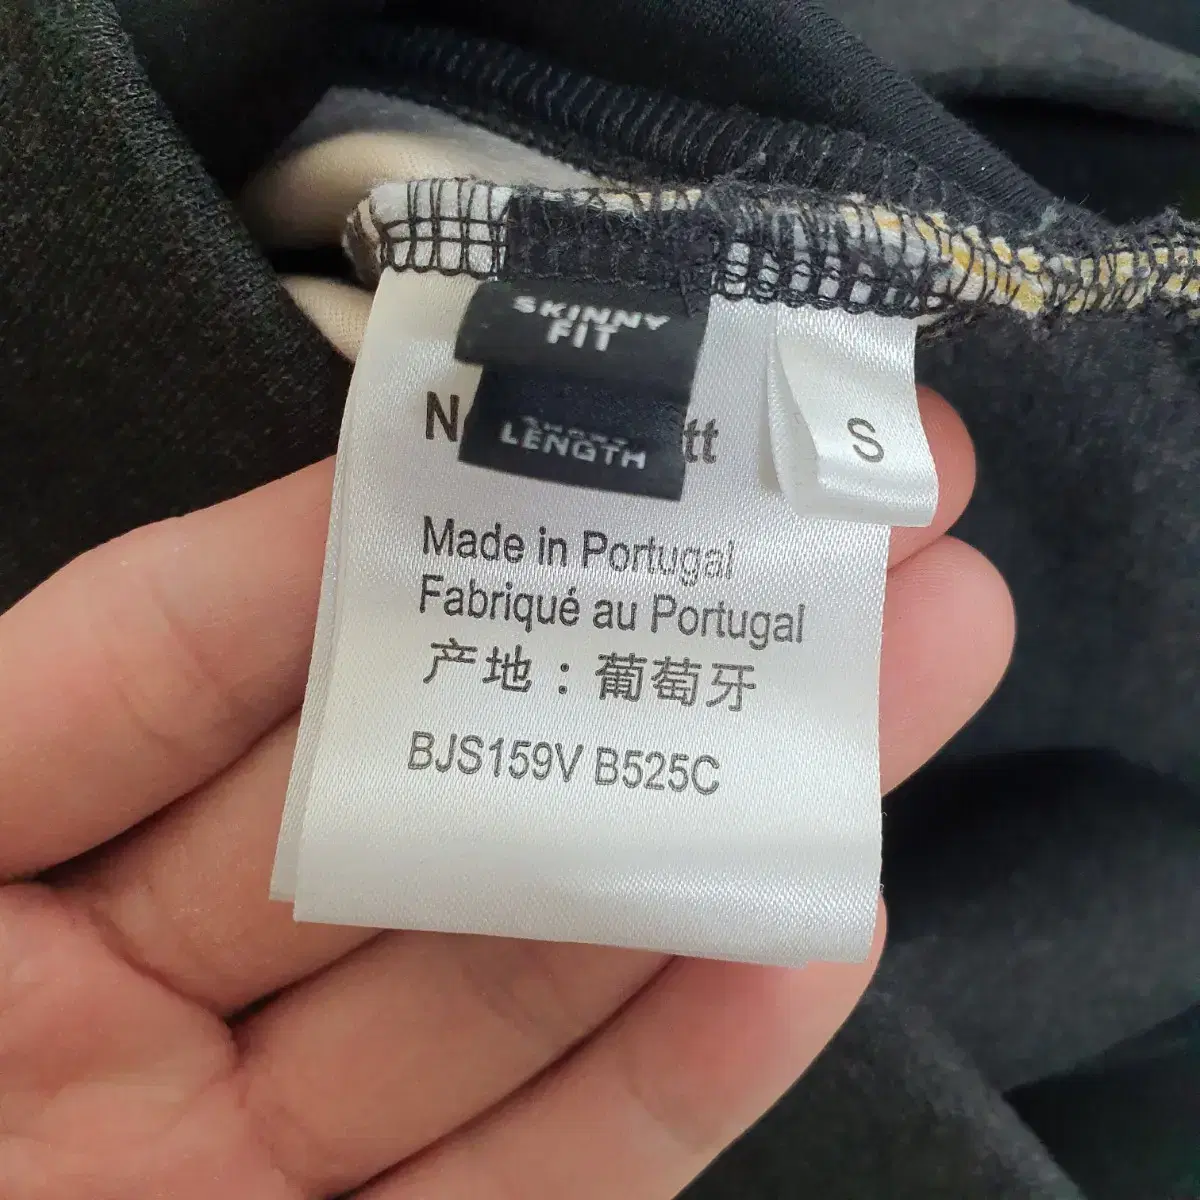 SKINNY
FIT
LENGTH
S
Made in Portugal
Fabriqué au Portugal
产地：葡萄牙
BJS159V B525C